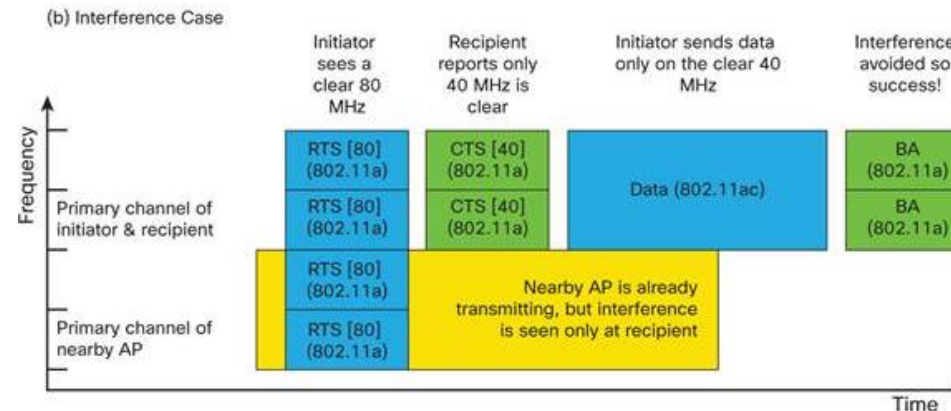 (b) Interference Case
Initiator
sees a
clear 80
MHz
Recipient
reports only
40 MHz is
clear
Initiator sends data
only on the clear 40
MHz
Interference
avoided so
success!
Frequency
RTS [80]
(802.11a)
CTS [40]
(802.11a)
Data (802.11ac)
BA
(802.11a)
Primary channel of
initiator & recipient
RTS [80]
(802.11a)
CTS [40]
(802.11a)
BA
(802.11a)
RTS [80]
(802.11a)
Nearby AP is already
transmitting, but interference
is seen only at recipient
Primary channel of
nearby AP
RTS [80]
(802.11a)
Time